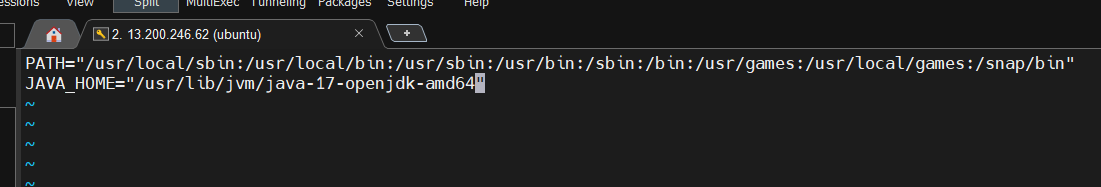 essions View Split MultiExec Tunneling Packages Settings Help
2. 13.200.246.62 (ubuntu)
PATH="/usr/local/sbin:/usr/local/bin:/usr/sbin:/usr/bin:/sbin:/bin:/usr/games:/usr/local/games:/snap/bin"
JAVA_HOME="/usr/lib/jvm/java-17-openjdk-amd64"
~
~
~
~
~